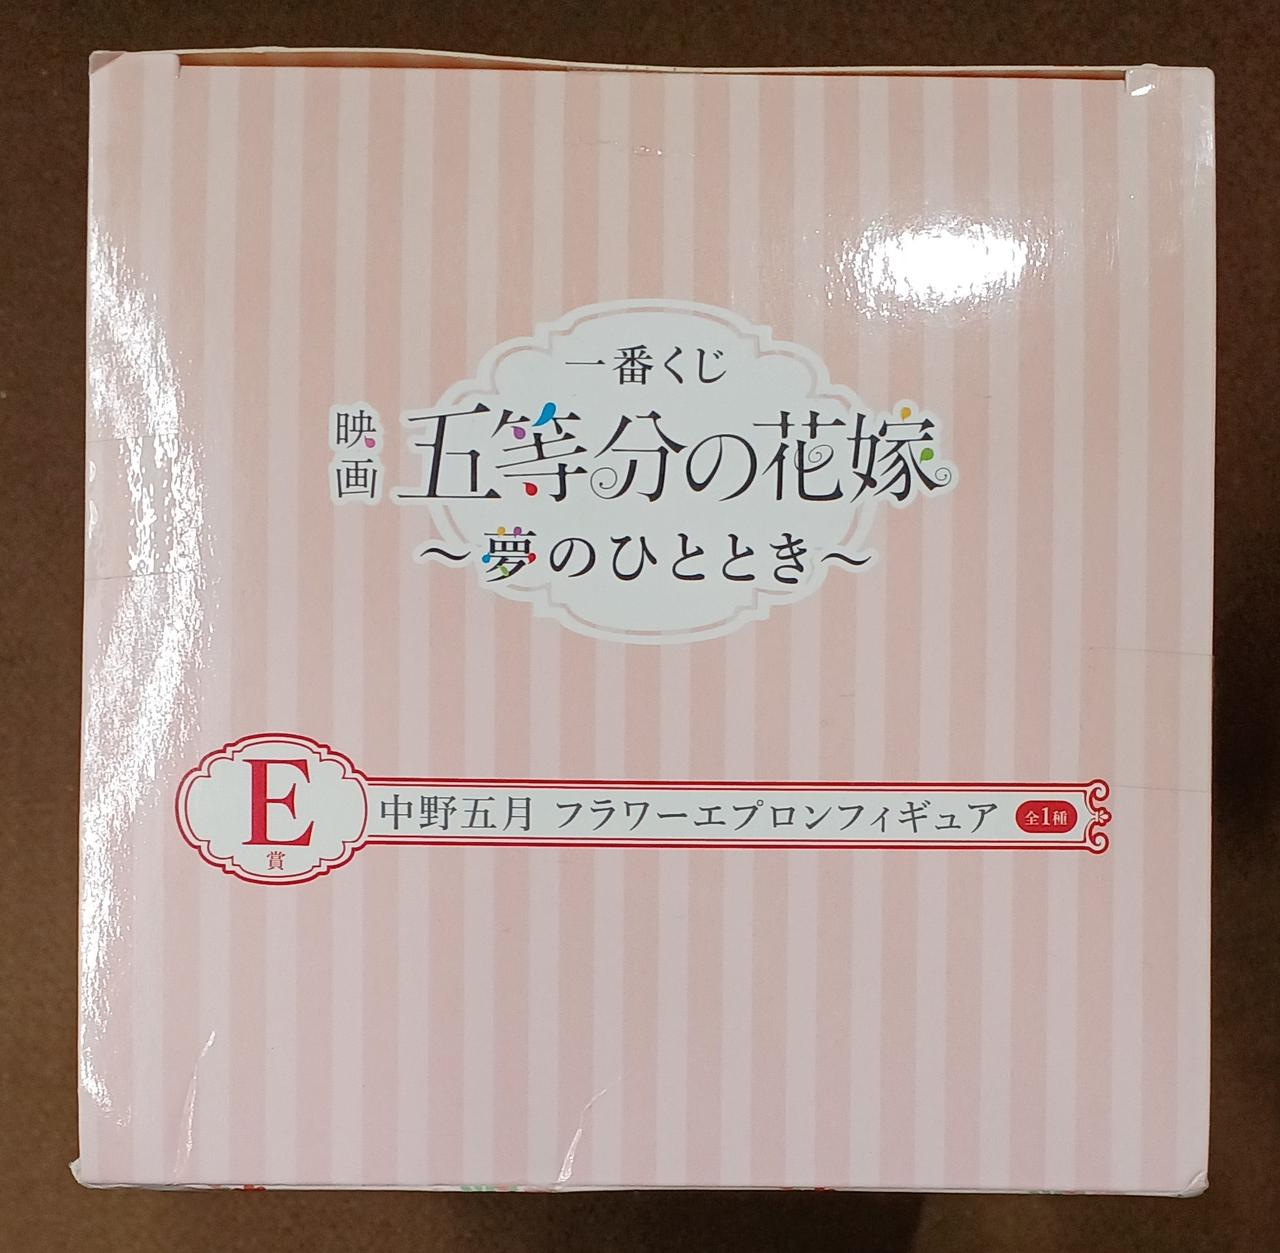 一番くじ
映画 五等分の花嫁
～夢のひととき～
E賞 中野五月 フラワーエプロンフィギュア 全1種